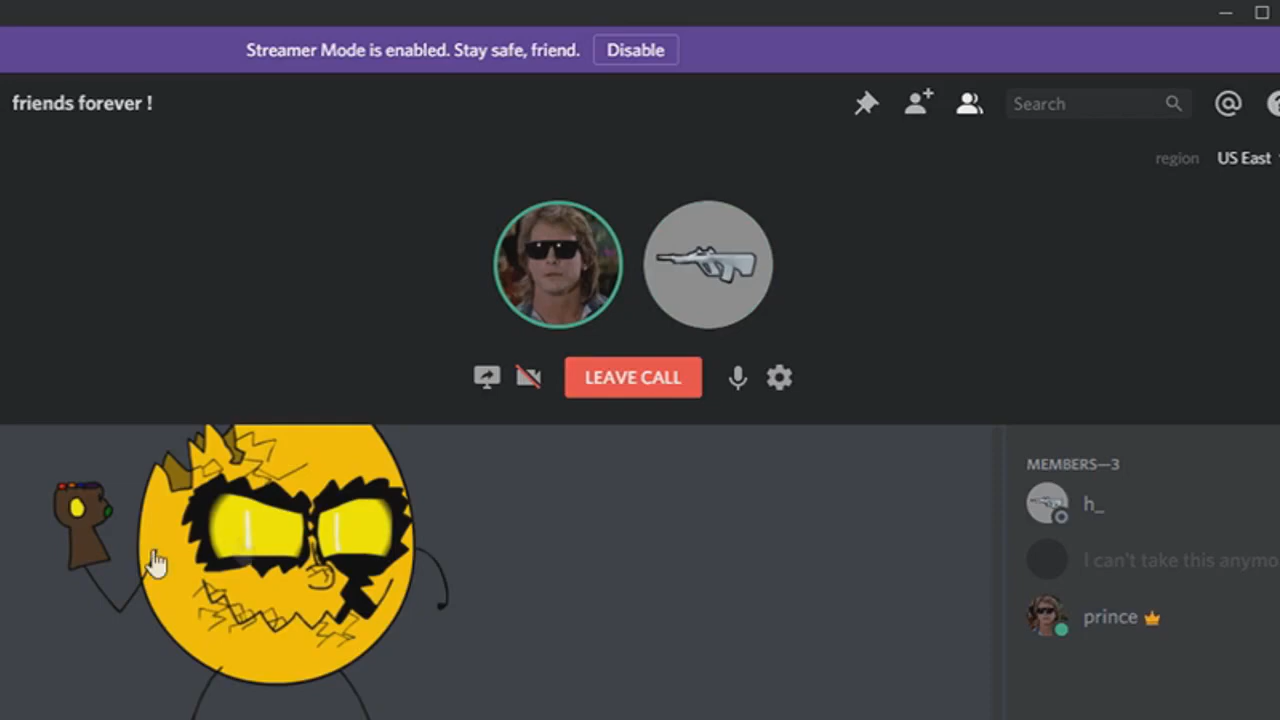 Streamer Mode is enabled. Stay safe, friend. Disable
friends forever !
Search
region US East
LEAVE CALL
MEMBERS—3
h_
I can't take this anymo
prince